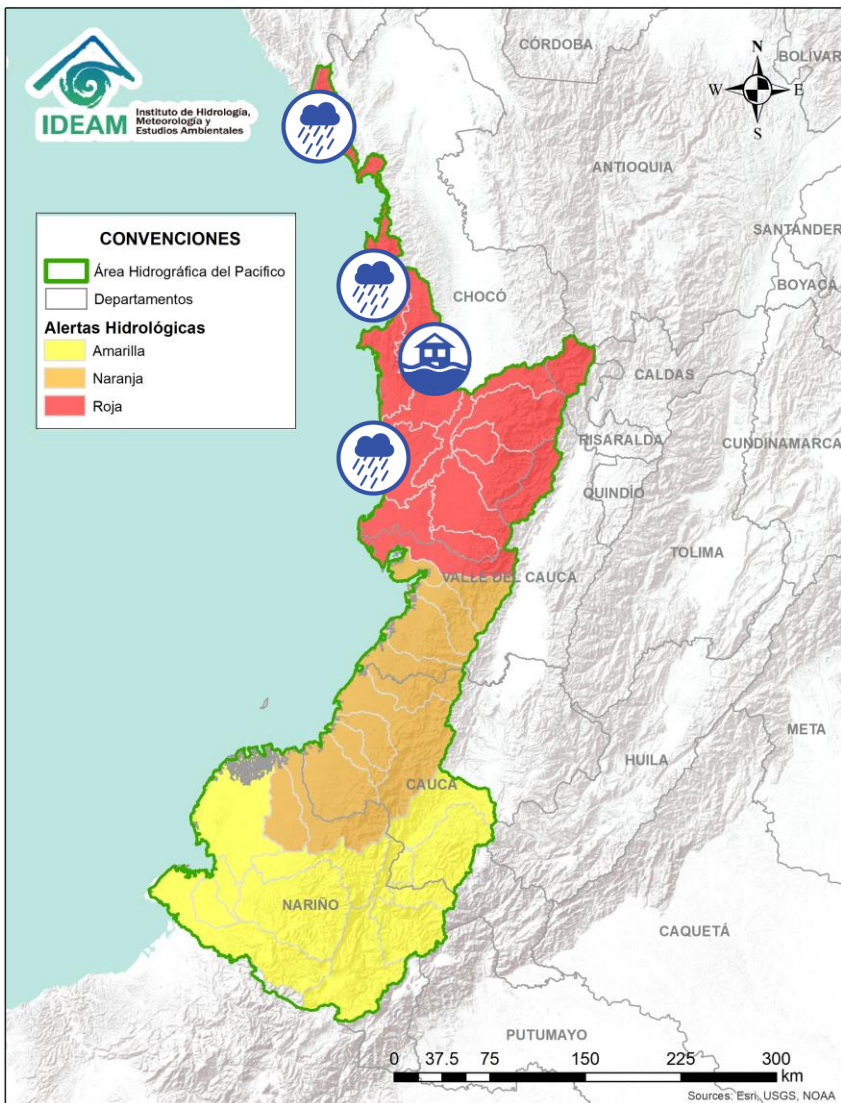 IDEAM
Instituto de Hidrología,
Meteorología y
Estudios Ambientales
CONVENCIONES
Área Hidrográfica del Pacifico
Departamentos
Alertas Hidrológicas
Amarilla
Naranja
Roja
N
W
E
S
CÓRDOBA
BOLÍVAR
ANTIOQUIA
SANTANDER
BOYACÁ
CHOCÓ
CALDAS
RISARALDA
CUNDINAMARCA
QUINDÍO
TOLIMA
VALLE DEL CAUCA
META
HUILA
CAUCA
NARIÑO
CAQUETÁ
PUTUMAYO
0 37.5 75 150 225 300
km
Sources: Esri, USGS, NOAA